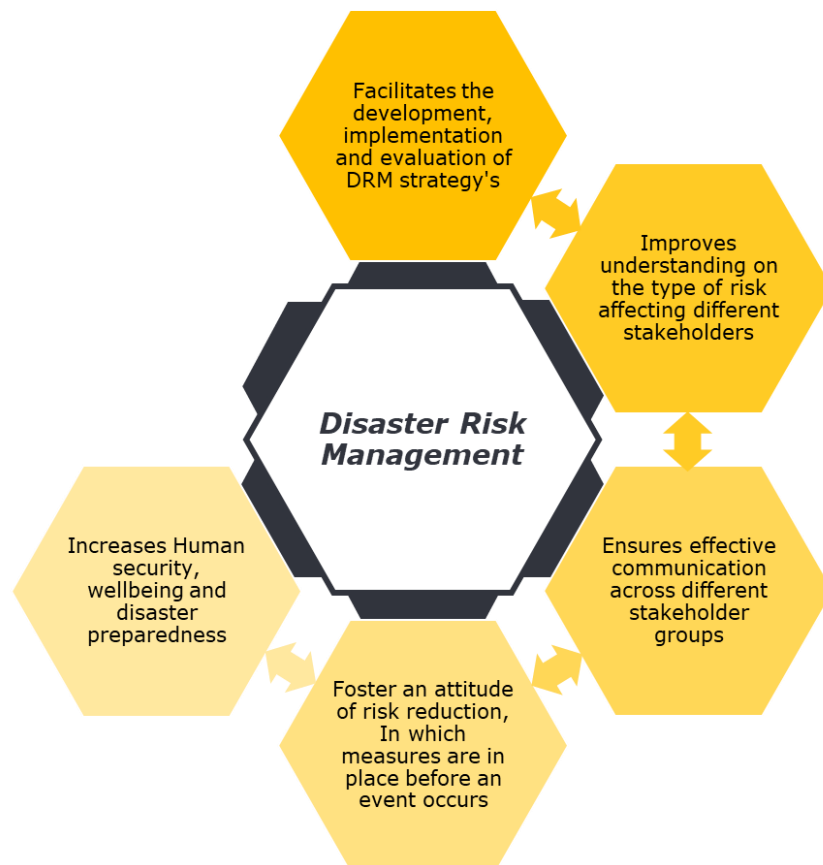 Facilitates the
development,
implementation
and evaluation of
DRM strategy's
Improves
understanding on
the type of risk
affecting different
stakeholders
Disaster Risk
Management
Increases Human
security,
wellbeing and
disaster
preparedness
Ensures effective
communication
across different
stakeholder
groups
Foster an attitude
of risk reduction,
In which
measures are in
place before an
event occurs